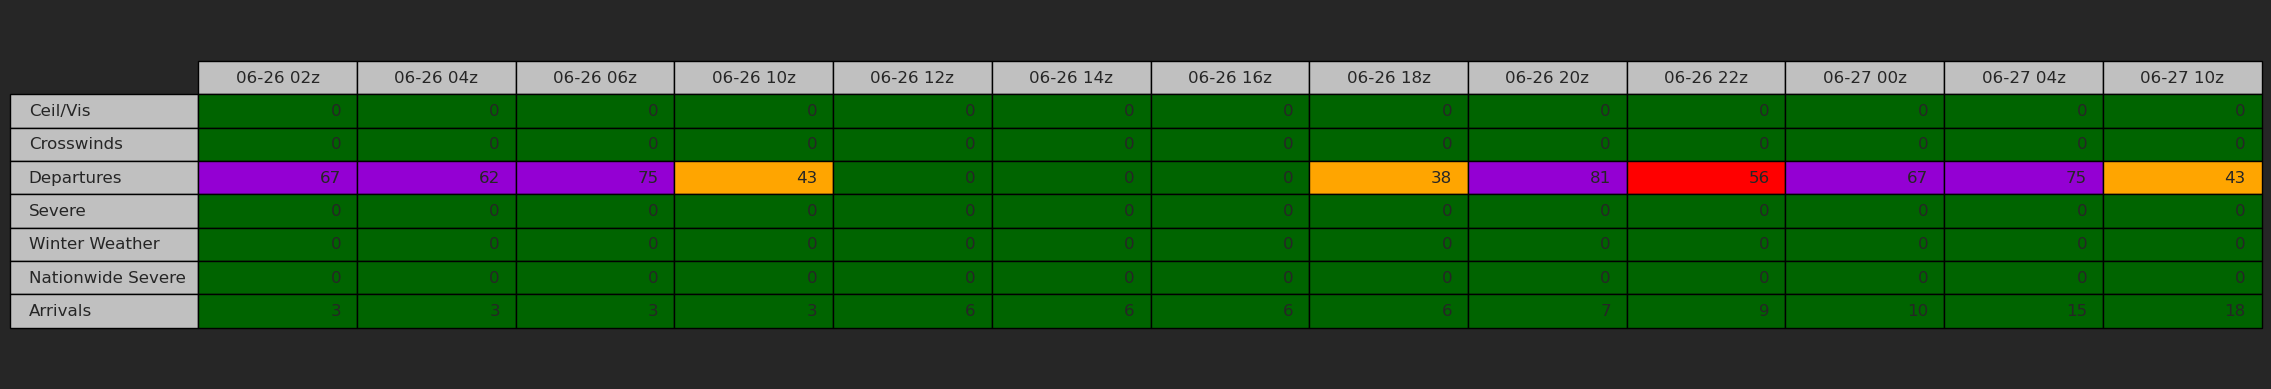 06-26 02z 06-26 04z 06-26 06z 06-26 10z 06-26 12z 06-26 14z 06-26 16z 06-26 18z 06-26 20z 06-26 22z 06-27 00z 06-27 04z 06-27 10z
Ceil/Vis 0 0 0 0 0 0 0 0 0 0 0 0 0
Crosswinds 0 0 0 0 0 0 0 0 0 0 0 0 0
Departures 67 62 75 43 0 0 0 38 81 56 67 75 43
Severe 0 0 0 0 0 0 0 0 0 0 0 0 0
Winter Weather 0 0 0 0 0 0 0 0 0 0 0 0 0
Nationwide Severe 0 0 0 0 0 0 0 0 0 0 0 0 0
Arrivals 3 3 3 3 6 6 6 6 7 9 10 15 18